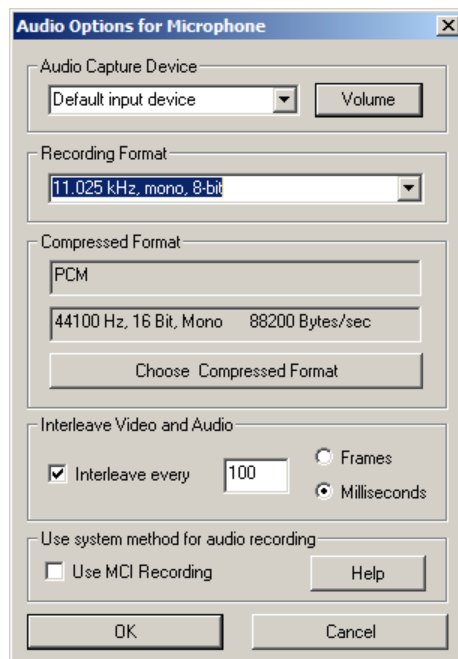 Audio Options for Microphone
Audio Capture Device
Default input device
Volume
Recording Format
11.025 kHz, mono, 8-bit
Compressed Format
PCM
44100 Hz, 16 Bit, Mono 88200 Bytes/sec
Choose Compressed Format
Interleave Video and Audio
Interleave every 100
Frames
Milliseconds
Use system method for audio recording
Use MCI Recording
Help
OK
Cancel